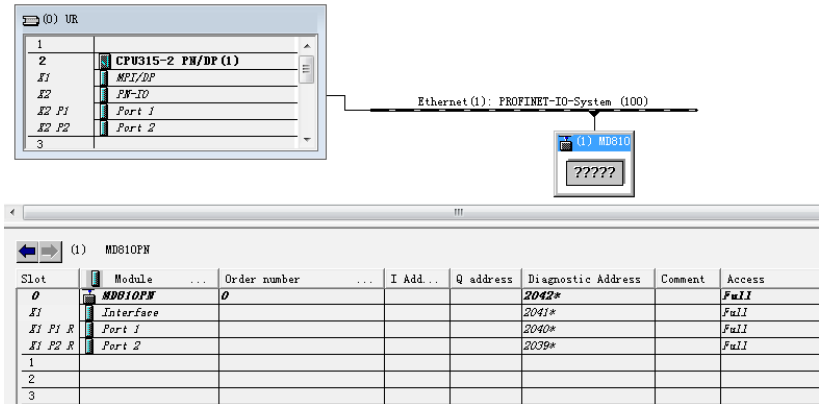 (0) UR
1
2 CPU315-2 PN/DP(1)
X1 MPI/DP
X2 PN-IO
X2 P1 Port 1
X2 P2 Port 2
3
Ethernet(1): PROFINET-IO-System (100)
(1) MD810
?????
(1) MD810PN
Slot Module ... Order number ... I Add... Q address Diagnostic Address Comment Access
0 MD810PN 0 2042* Full
X1 Interface 2041* Full
X1 P1 R Port 1 2040* Full
X1 P2 R Port 2 2039* Full
1
2
3